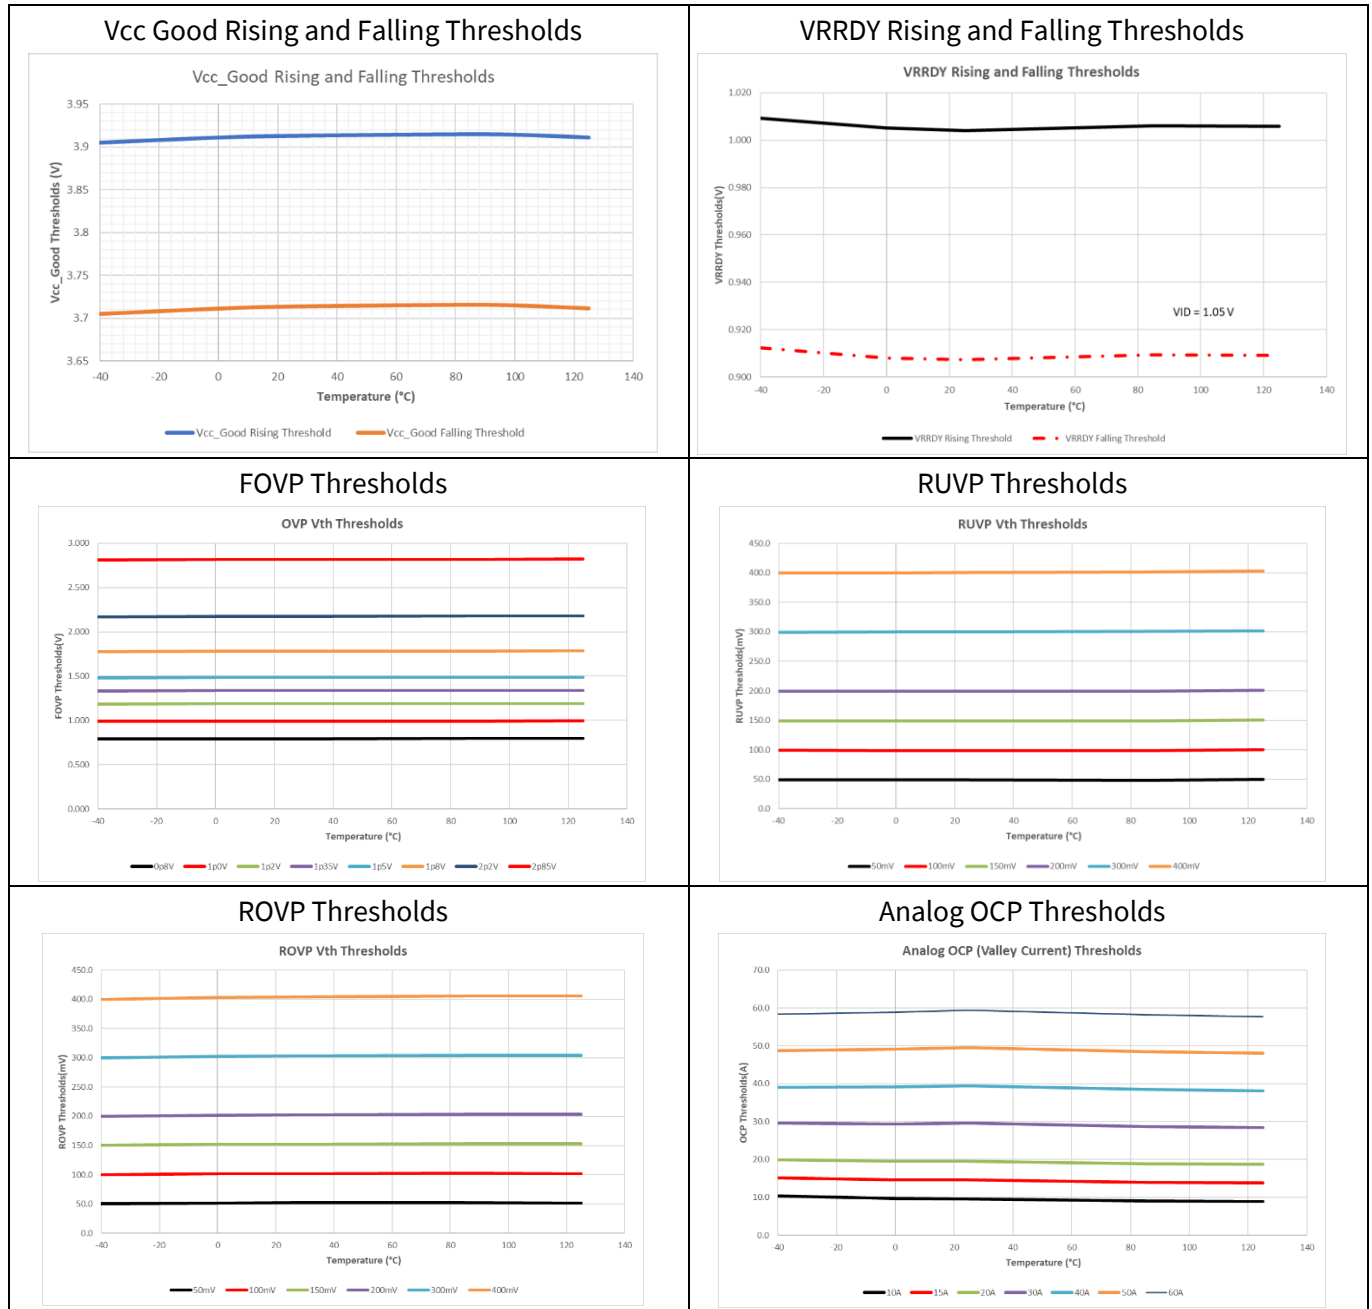 Vcc Good Rising and Falling Thresholds
Vcc_Good Rising and Falling Thresholds
Vcc_Good Thresholds (V)
3.95
3.9
3.85
3.8
3.75
3.7
3.65
-40 -20 0 20 40 60 80 100 120 140
Temperature (°C)
Vcc_Good Rising Threshold Vcc_Good Falling Threshold
VRRDY Rising and Falling Thresholds
VRRDY Rising and Falling Thresholds
VRRDY Thresholds(V)
1.020
1.000
0.980
0.960
0.940
0.920
0.900
VID = 1.05 V
-40 -20 0 20 40 60 80 100 120 140
Temperature (°C)
VRRDY Rising Threshold VRRDY Falling Threshold
FOVP Thresholds
OVP Vth Thresholds
FOVP Thresholds(V)
3.000
2.500
2.000
1.500
1.000
0.500
0.000
-40 -20 0 20 40 60 80 100 120 140
Temperature (°C)
0p8V 1p0V 1p2V 1p35V 1p5V 1p8V 2p2V 2p85V
RUVP Thresholds
RUVP Vth Thresholds
RUVP Thresholds(mV)
450.0
400.0
350.0
300.0
250.0
200.0
150.0
100.0
50.0
0.0
-40 -20 0 20 40 60 80 100 120 140
Temperature (°C)
50mV 100mV 150mV 200mV 300mV 400mV
ROVP Thresholds
ROVP Vth Thresholds
ROVP Thresholds(mV)
450.0
400.0
350.0
300.0
250.0
200.0
150.0
100.0
50.0
0.0
-40 -20 0 20 40 60 80 100 120 140
Temperature (°C)
50mV 100mV 150mV 200mV 300mV 400mV
Analog OCP Thresholds
Analog OCP (Valley Current) Thresholds
OCP Thresholds(A)
70.0
60.0
50.0
40.0
30.0
20.0
10.0
0.0
-40 -20 0 20 40 60 80 100 120 140
Temperature (°C)
10A 15A 20A 30A 40A 50A 60A